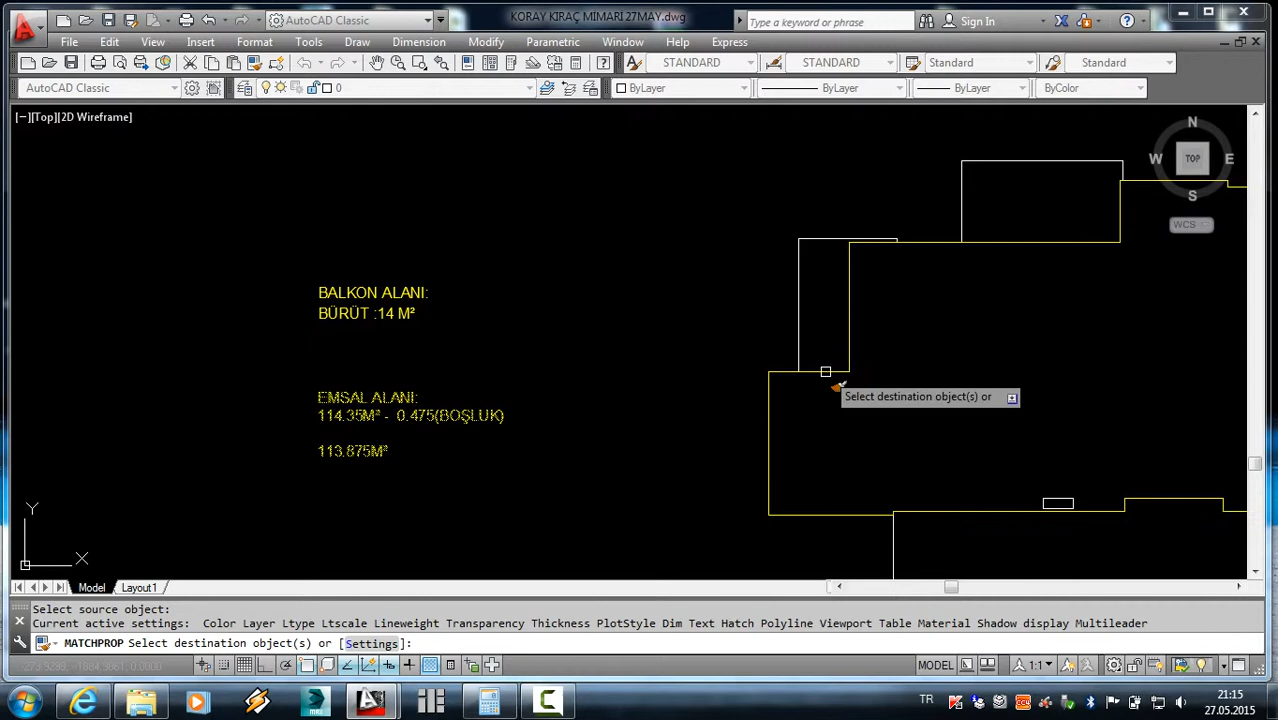 AutoCAD Classic
KORAY KIRAÇ MIMARI 27MAY.dwg
Type a keyword or phrase
Sign In
File Edit View Insert Format Tools Draw Dimension Modify Parametric Window Help Express
STANDARD STANDARD Standard Standard
AutoCAD Classic 0 ByLayer ByLayer ByLayer ByColor
[−][Top][2D Wireframe]
N
W TOP E
S
WCS
BALKON ALANI:
BÜRÜT :14 M²
EMSAL ALANI:
114.35M² - 0.475(BOŞLUK)
113.875M²
Select destination object(s) or
Y
X
Model Layout1
Select source object:
Current active settings: Color Layer Ltype Ltscale Lineweight Transparency Thickness PlotStyle Dim Text Hatch Polyline Viewport Table Material Shadow display Multileader
MATCHPROP Select destination object(s) or [Settings]:
MODEL 1:1
TR
21:15
27.05.2015